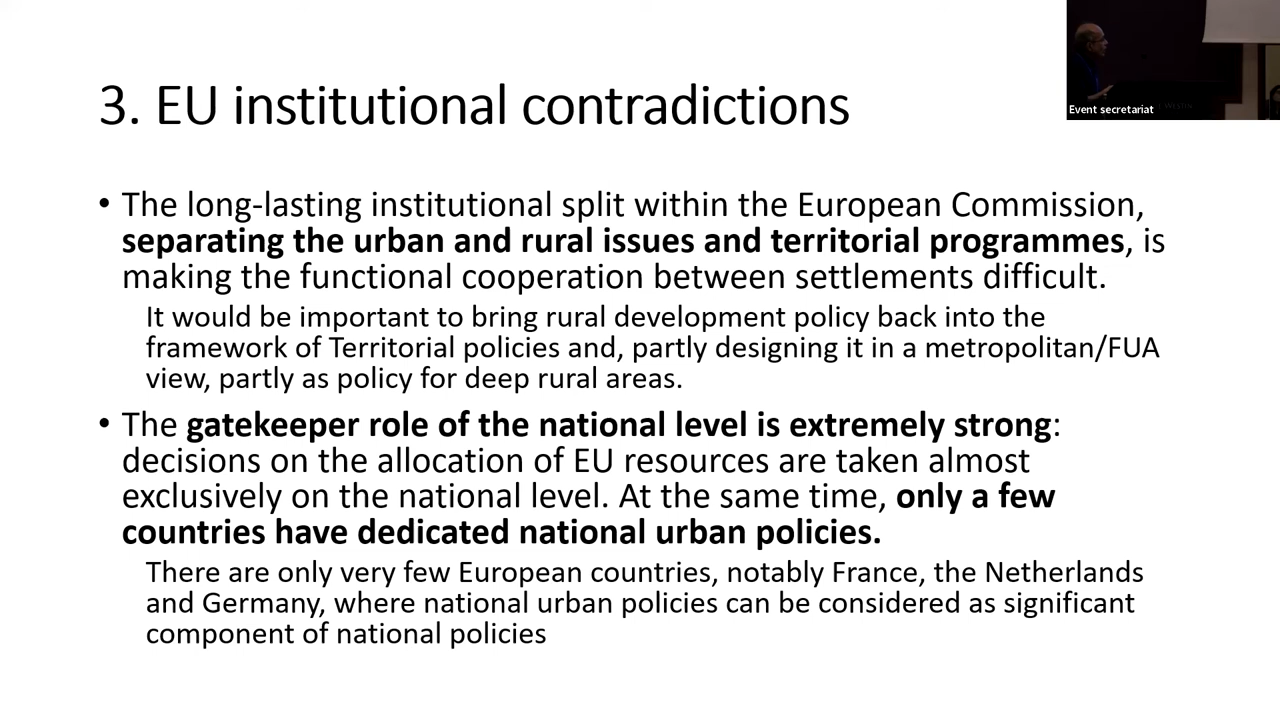 3. EU institutional contradictions
Event secretariat
• The long-lasting institutional split within the European Commission,
separating the urban and rural issues and territorial programmes, is
making the functional cooperation between settlements difficult.
It would be important to bring rural development policy back into the
framework of Territorial policies and, partly designing it in a metropolitan/FUA
view, partly as policy for deep rural areas.
• The gatekeeper role of the national level is extremely strong:
decisions on the allocation of EU resources are taken almost
exclusively on the national level. At the same time, only a few
countries have dedicated national urban policies.
There are only very few European countries, notably France, the Netherlands
and Germany, where national urban policies can be considered as significant
component of national policies